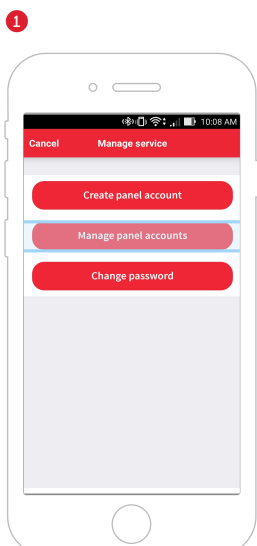 1
10:08 AM
Cancel Manage service
Create panel account
Manage panel accounts
Change password